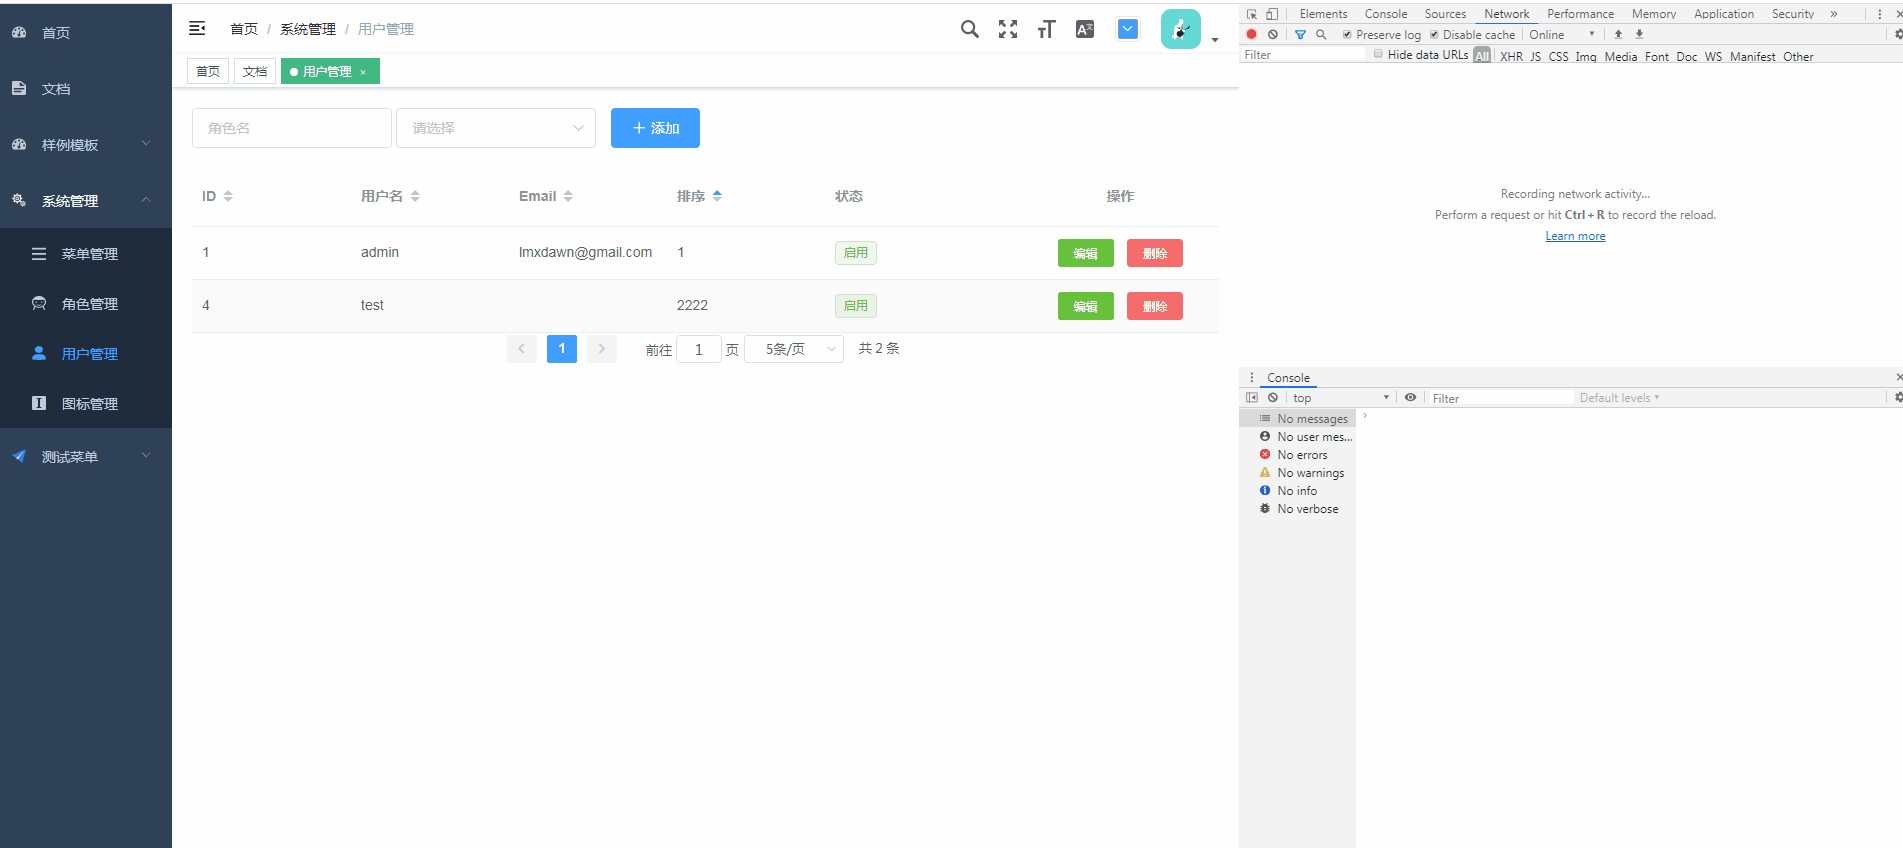 首页
文档
样例模板
系统管理
菜单管理
角色管理
用户管理
图标管理
测试菜单
首页 / 系统管理 / 用户管理
首页 文档 用户管理 ×
角色名 请选择 + 添加
ID 用户名 Email 排序 状态 操作
1 admin lmxdawn@gmail.com 1 启用 编辑 删除
4 test 2222 启用 编辑 删除
1 前往 1 页 5条/页 共 2 条
Elements Console Sources Network Performance Memory Application Security »
Preserve log Disable cache Online
Filter Hide data URLs All XHR JS CSS Img Media Font Doc WS Manifest Other
Recording network activity...
Perform a request or hit Ctrl + R to record the reload.
Learn more
Console
top Filter Default levels
No messages
No user mes...
No errors
No warnings
No info
No verbose